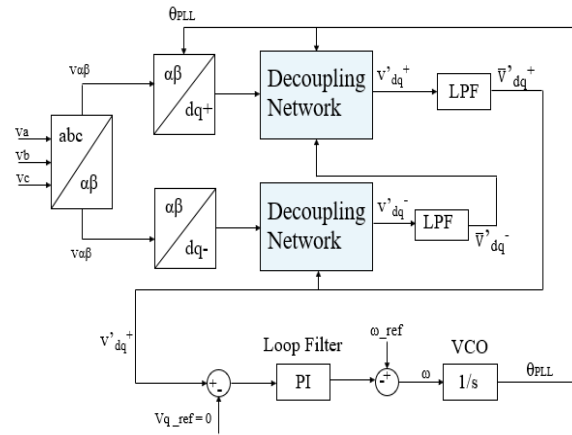 θPLL
vαβ
αβ
dq+
Decoupling
Network
v'dq+
LPF
v̅'dq+
abc
αβ
va
vb
vc
αβ
dq-
Decoupling
Network
v'dq-
LPF
v̅'dq-
vαβ
v'dq+
Loop Filter
ω_ref
VCO
+
-
PI
-
+
ω
1/s
θPLL
Vq_ref = 0